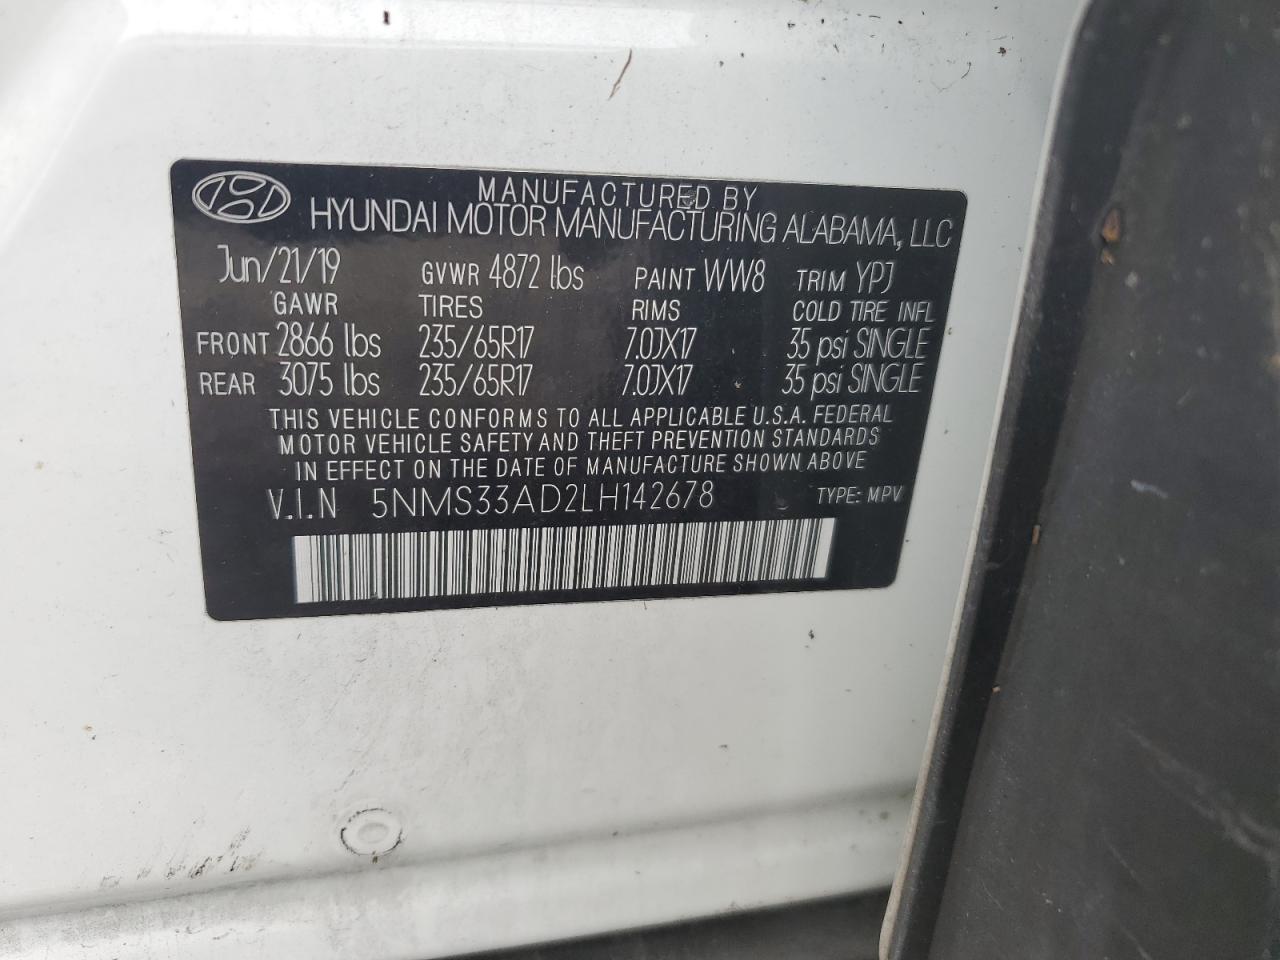 MANUFACTURED BY
HYUNDAI MOTOR MANUFACTURING ALABAMA, LLC
Jun/21/19 GVWR 4872 lbs PAINT WW8 TRIM YPJ
GAWR TIRES RIMS COLD TIRE INFL
FRONT 2866 lbs 235/65R17 7.0JX17 35 psi SINGLE
REAR 3075 lbs 235/65R17 7.0JX17 35 psi SINGLE
THIS VEHICLE CONFORMS TO ALL APPLICABLE U.S.A. FEDERAL
MOTOR VEHICLE SAFETY AND THEFT PREVENTION STANDARDS
IN EFFECT ON THE DATE OF MANUFACTURE SHOWN ABOVE
V.I.N 5NMS33AD2LH142678 TYPE: MPV